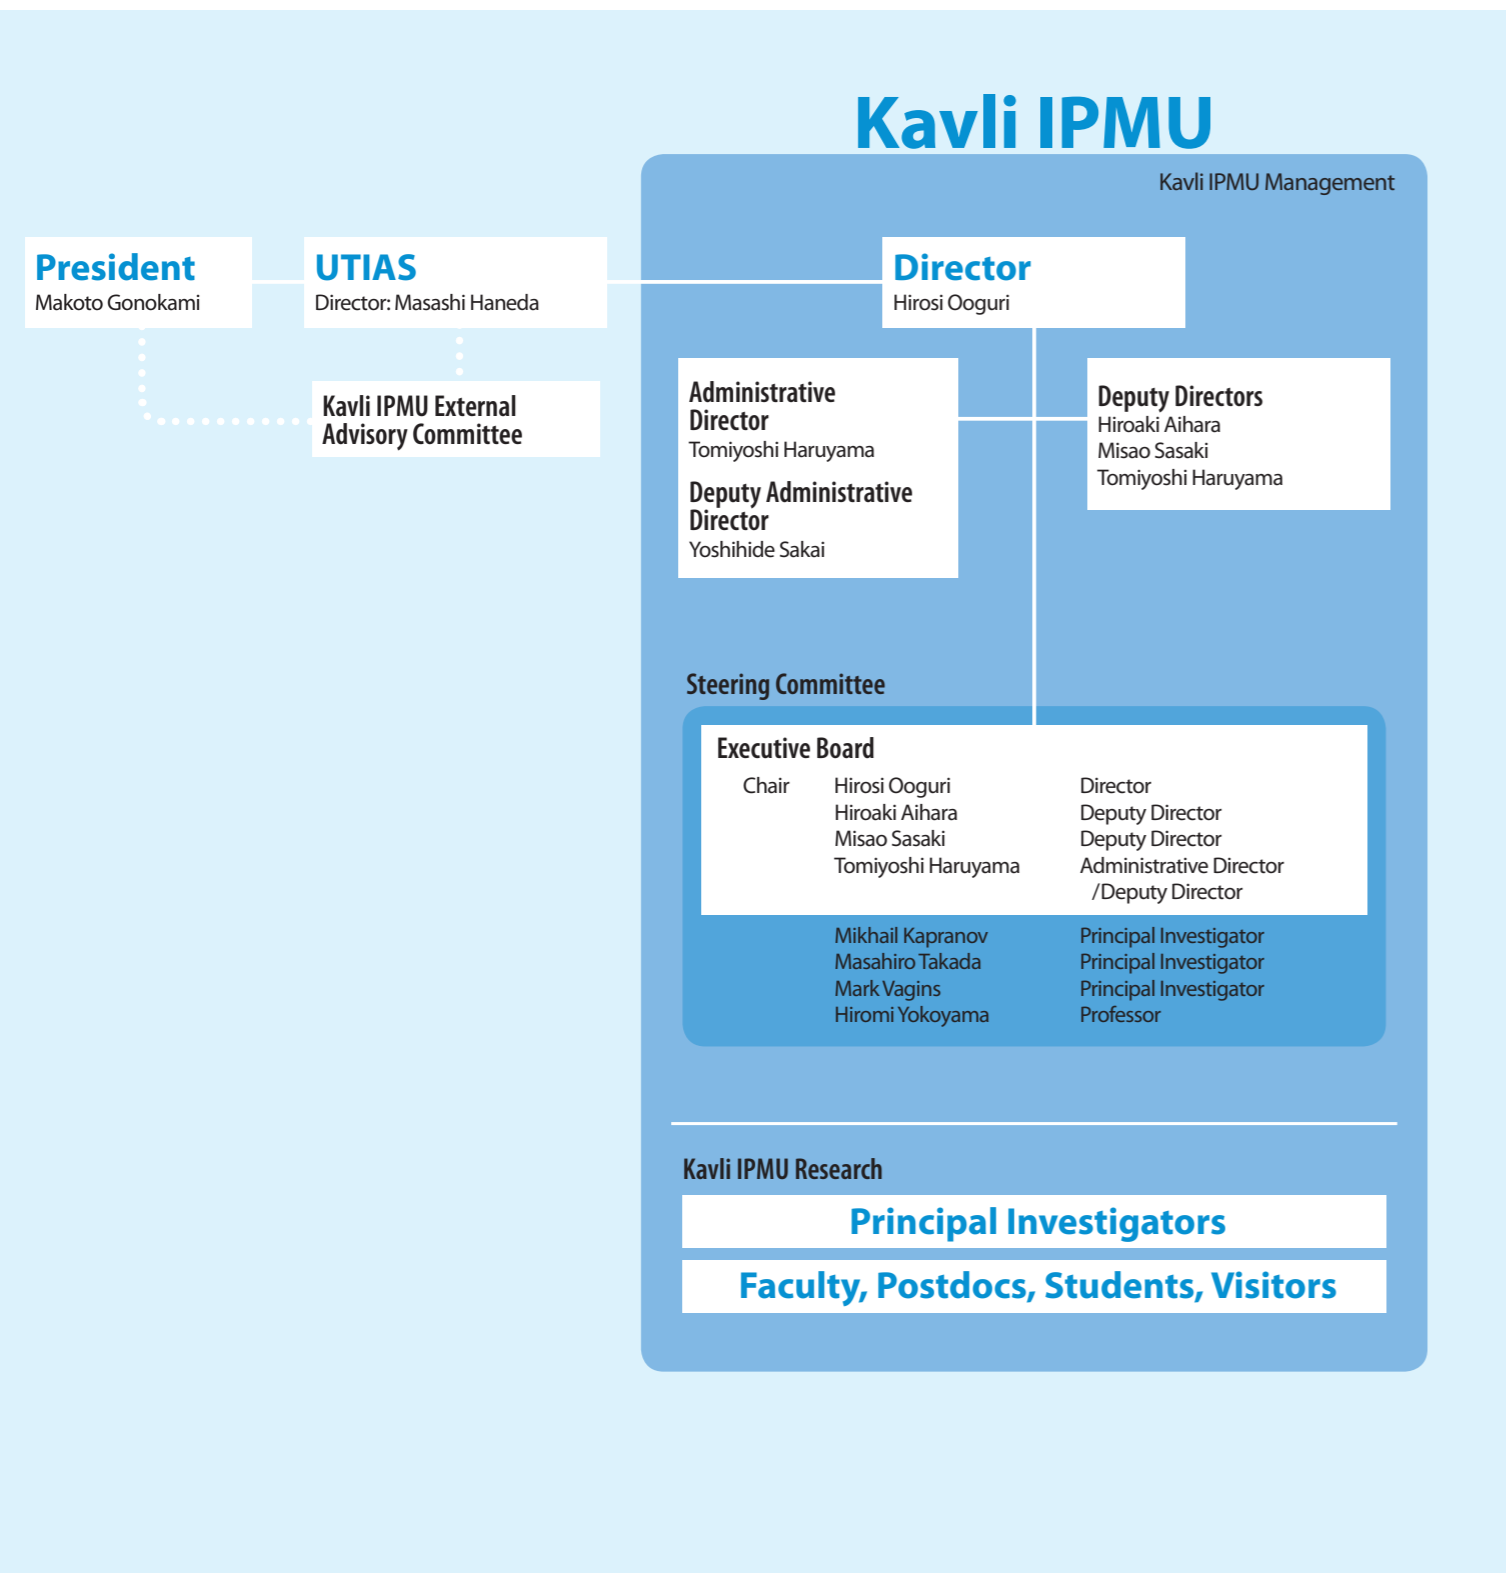 Kavli IPMU
Kavli IPMU Management
President
Makoto Gonokami
UTIAS
Director: Masashi Haneda
Director
Hirosi Ooguri
Kavli IPMU External
Advisory Committee
Administrative
Director
Tomiyoshi Haruyama
Deputy Administrative
Director
Yoshihide Sakai
Deputy Directors
Hiroaki Aihara
Misao Sasaki
Tomiyoshi Haruyama
Steering Committee
Executive Board
Chair Hirosi Ooguri Director
Hiroaki Aihara Deputy Director
Misao Sasaki Deputy Director
Tomiyoshi Haruyama Administrative Director
/Deputy Director
Mikhail Kapranov Principal Investigator
Masahiro Takada Principal Investigator
Mark Vagins Principal Investigator
Hiromi Yokoyama Professor
Kavli IPMU Research
Principal Investigators
Faculty, Postdocs, Students, Visitors